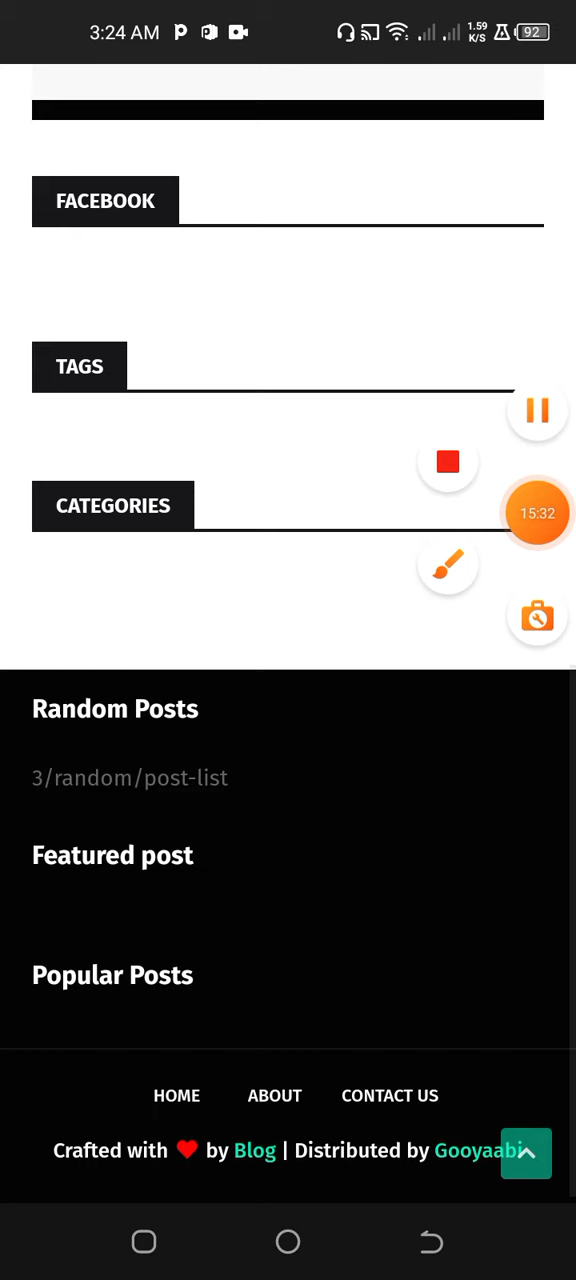 3:24 AM
1.59
K/S
92
FACEBOOK
TAGS
CATEGORIES
15:32
Random Posts
3/random/post-list
Featured post
Popular Posts
HOME ABOUT CONTACT US
Crafted with ❤ by Blog | Distributed by Gooyaabi